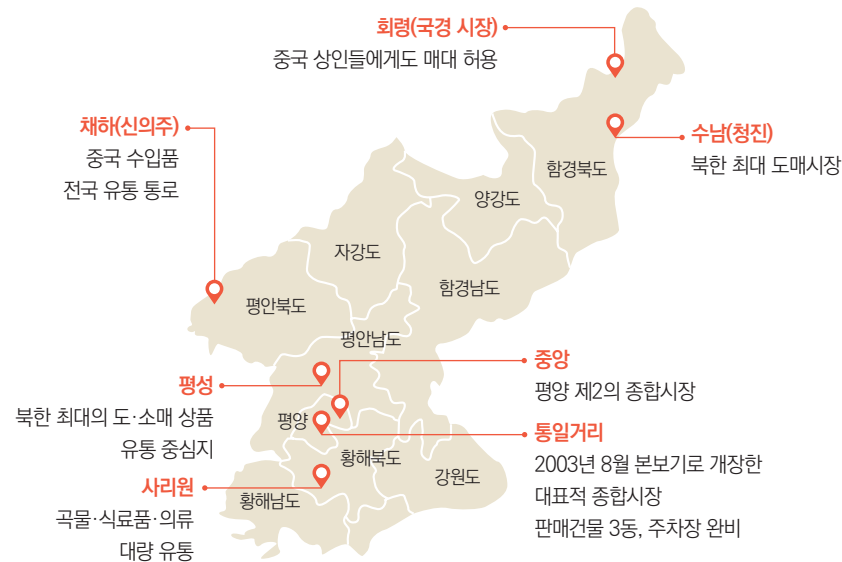 회령(국경 시장)
중국 상인들에게도 매대 허용
채하(신의주)
중국 수입품
전국 유통 통로
수남(청진)
북한 최대 도매시장
함경북도
양강도
자강도
함경남도
평안북도
평안남도
중앙
평양 제2의 종합시장
평성
북한 최대의 도·소매 상품
유통 중심지
평양
통일거리
2003년 8월 본보기로 개장한
대표적 종합시장
판매건물 3동, 주차장 완비
황해북도
강원도
사리원
곡물·식료품·의류
대량 유통
황해남도